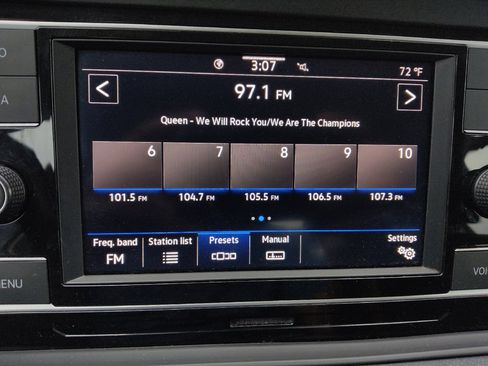 3:07
72 °F
97.1 FM
<
>
Queen - We Will Rock You/We Are The Champions
6 7 8 9 10
101.5 FM 104.7 FM 105.5 FM 106.5 FM 107.3 FM
Freq. band Station list Presets Manual Settings
FM
A
MENU